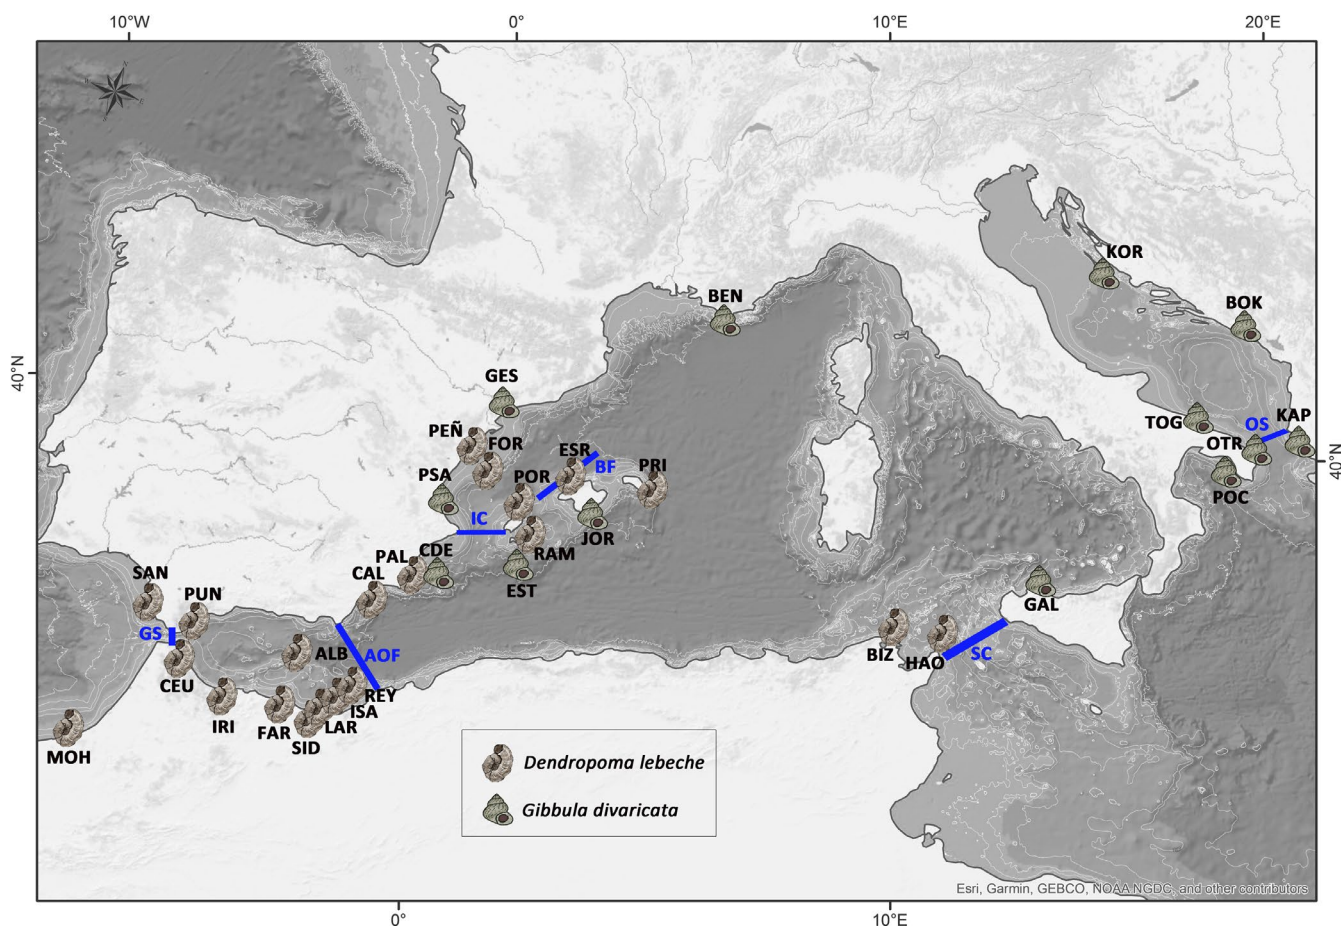 10°W
0°
10°E
20°E
KOR
BEN
BOK
40°N
GES
TOG
OS
KAP
PEÑ
FOR
OTR
ESR
BF
PRI
40°N
PSA
POR
POC
IC
JOR
PAL
CDE
RAM
CAL
EST
SAN
PUN
GAL
GS
ALB
AOF
BIZ
HAO
SC
CEU
REY
ISA
IRI
FAR
LAR
SID
MOH
Dendropoma lebeche
Gibbula divaricata
Esri, Garmin, GEBCO, NOAA NGDC, and other contributors
0°
10°E